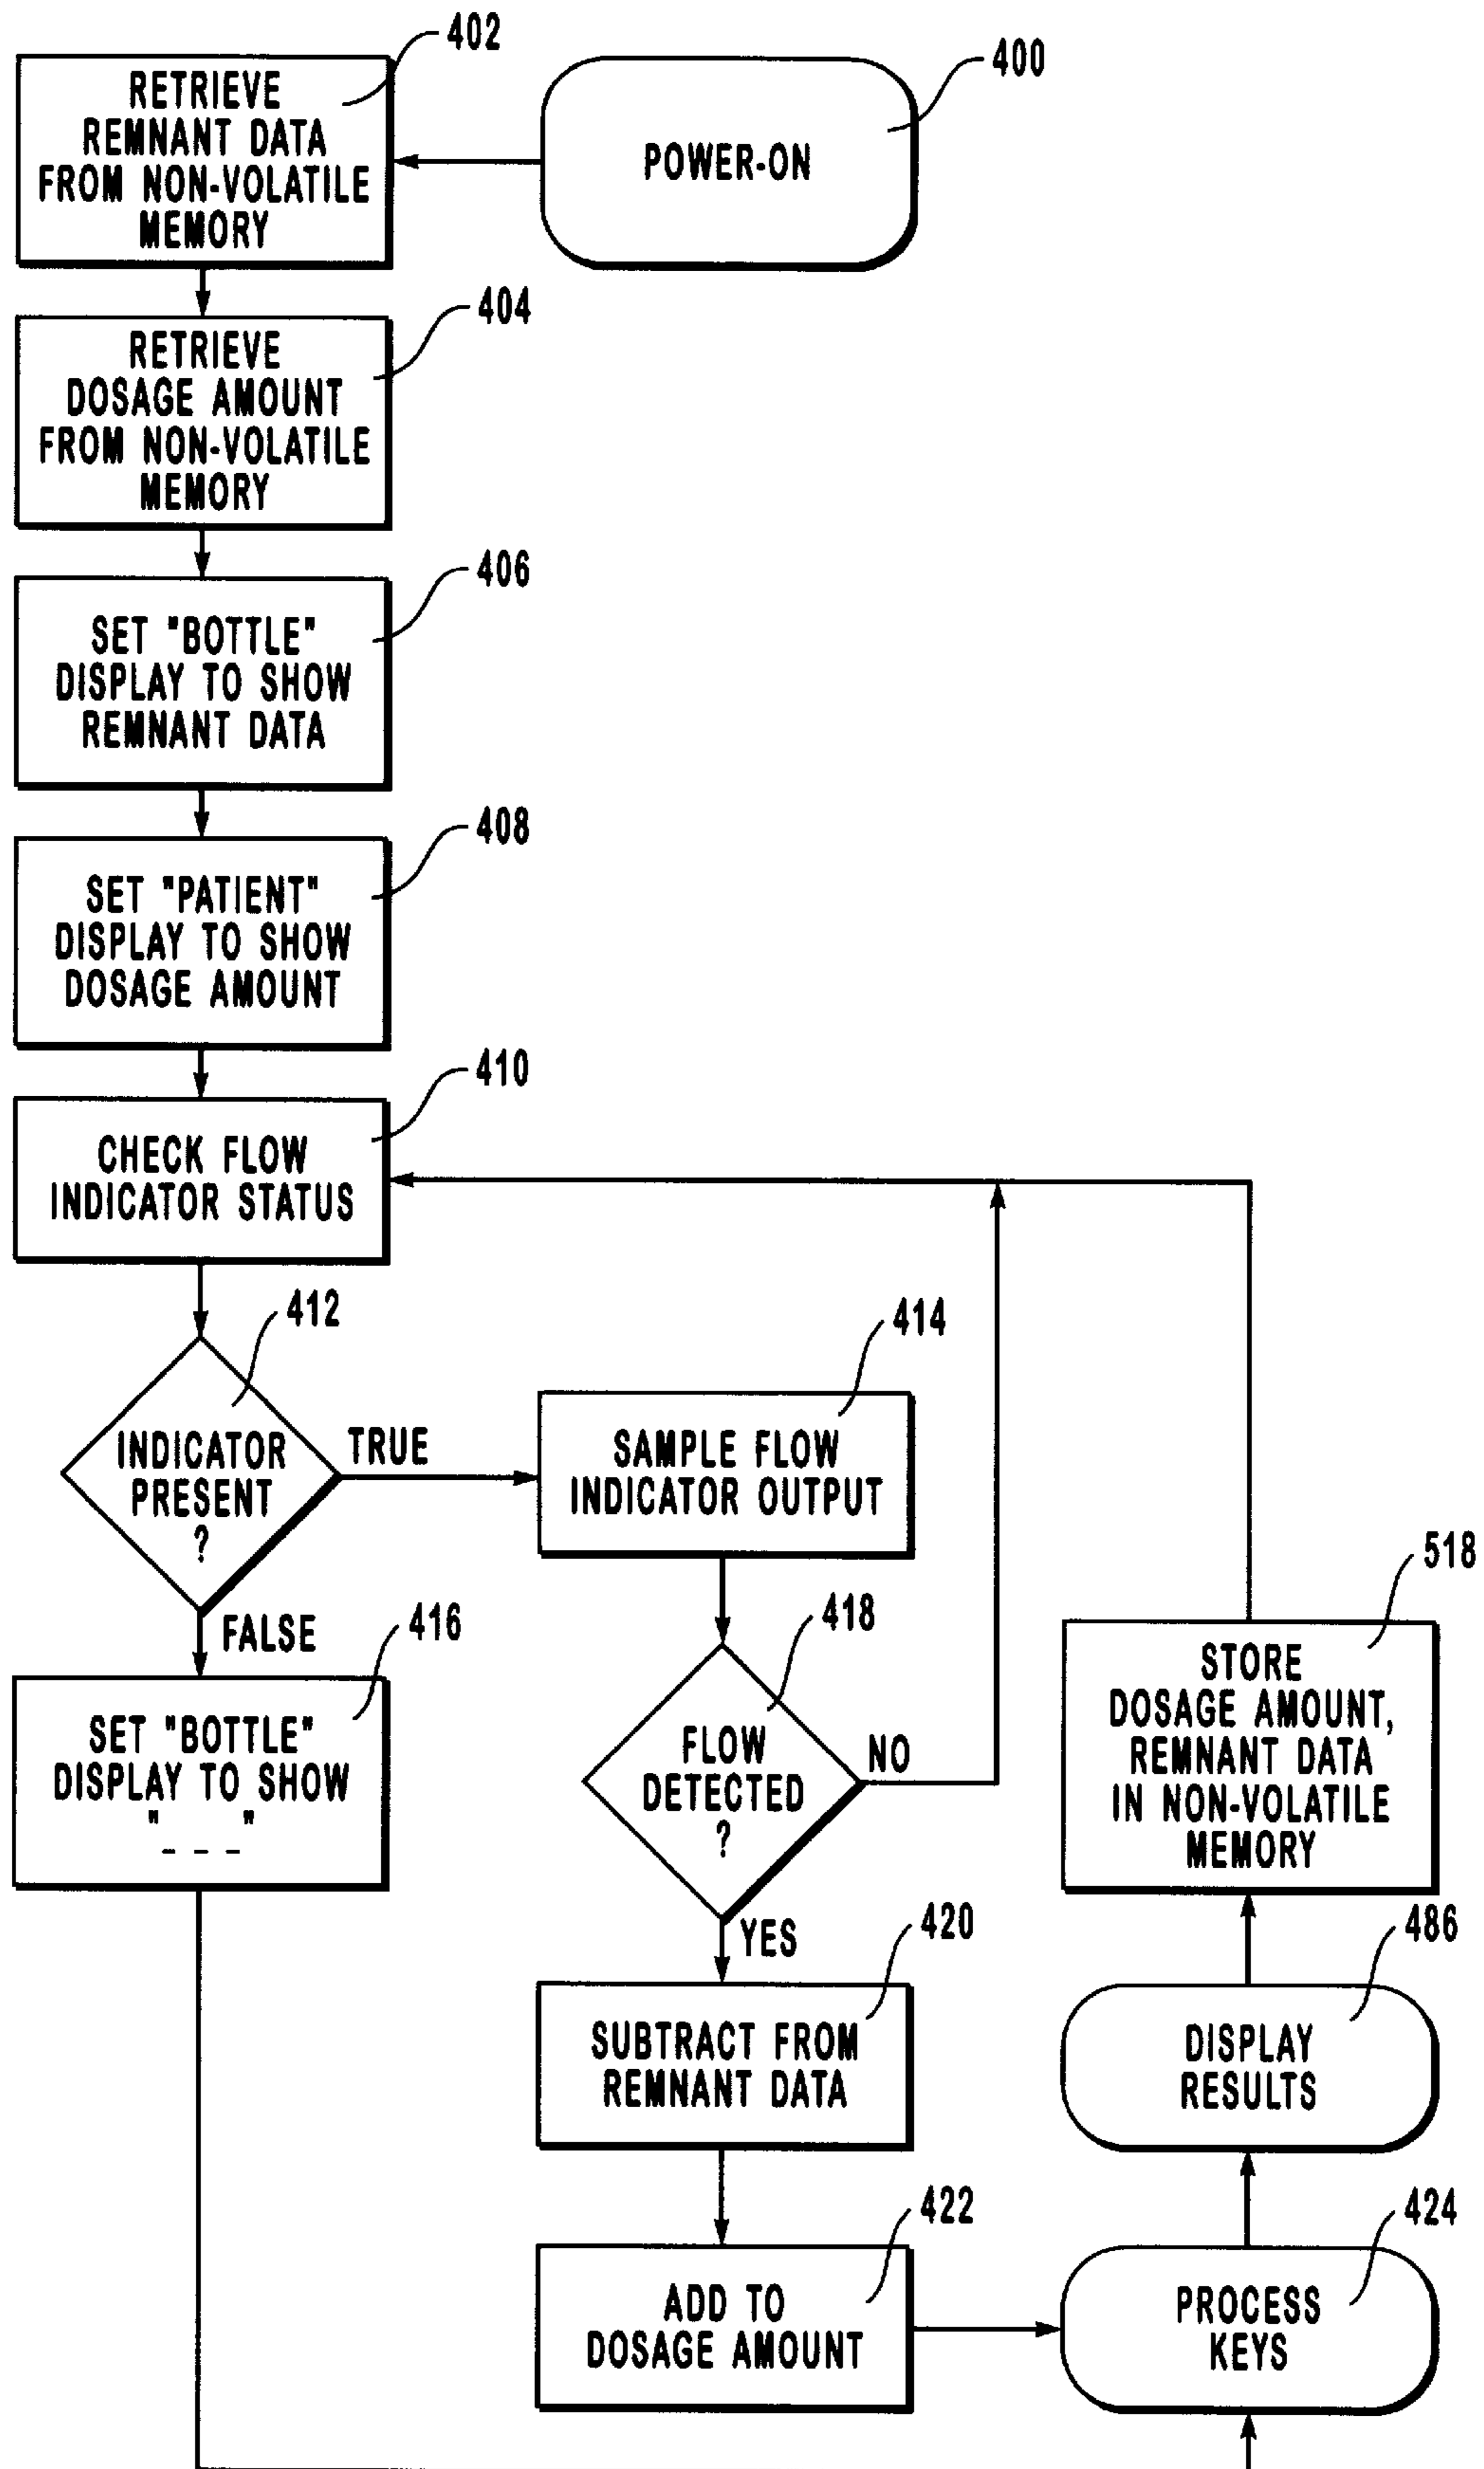 402
RETRIEVE
REMNANT DATA
FROM NON-VOLATILE
MEMORY
400
POWER-ON
404
RETRIEVE
DOSAGE AMOUNT
FROM NON-VOLATILE
MEMORY
406
SET "BOTTLE"
DISPLAY TO SHOW
REMNANT DATA
408
SET "PATIENT"
DISPLAY TO SHOW
DOSAGE AMOUNT
410
CHECK FLOW
INDICATOR STATUS
412
INDICATOR
PRESENT
?
TRUE
FALSE
414
SAMPLE FLOW
INDICATOR OUTPUT
416
SET "BOTTLE"
DISPLAY TO SHOW
"_ _ _"
418
FLOW
DETECTED
?
NO
YES
420
SUBTRACT FROM
REMNANT DATA
422
ADD TO
DOSAGE AMOUNT
518
STORE
DOSAGE AMOUNT,
REMNANT DATA
IN NON-VOLATILE
MEMORY
486
DISPLAY
RESULTS
424
PROCESS
KEYS